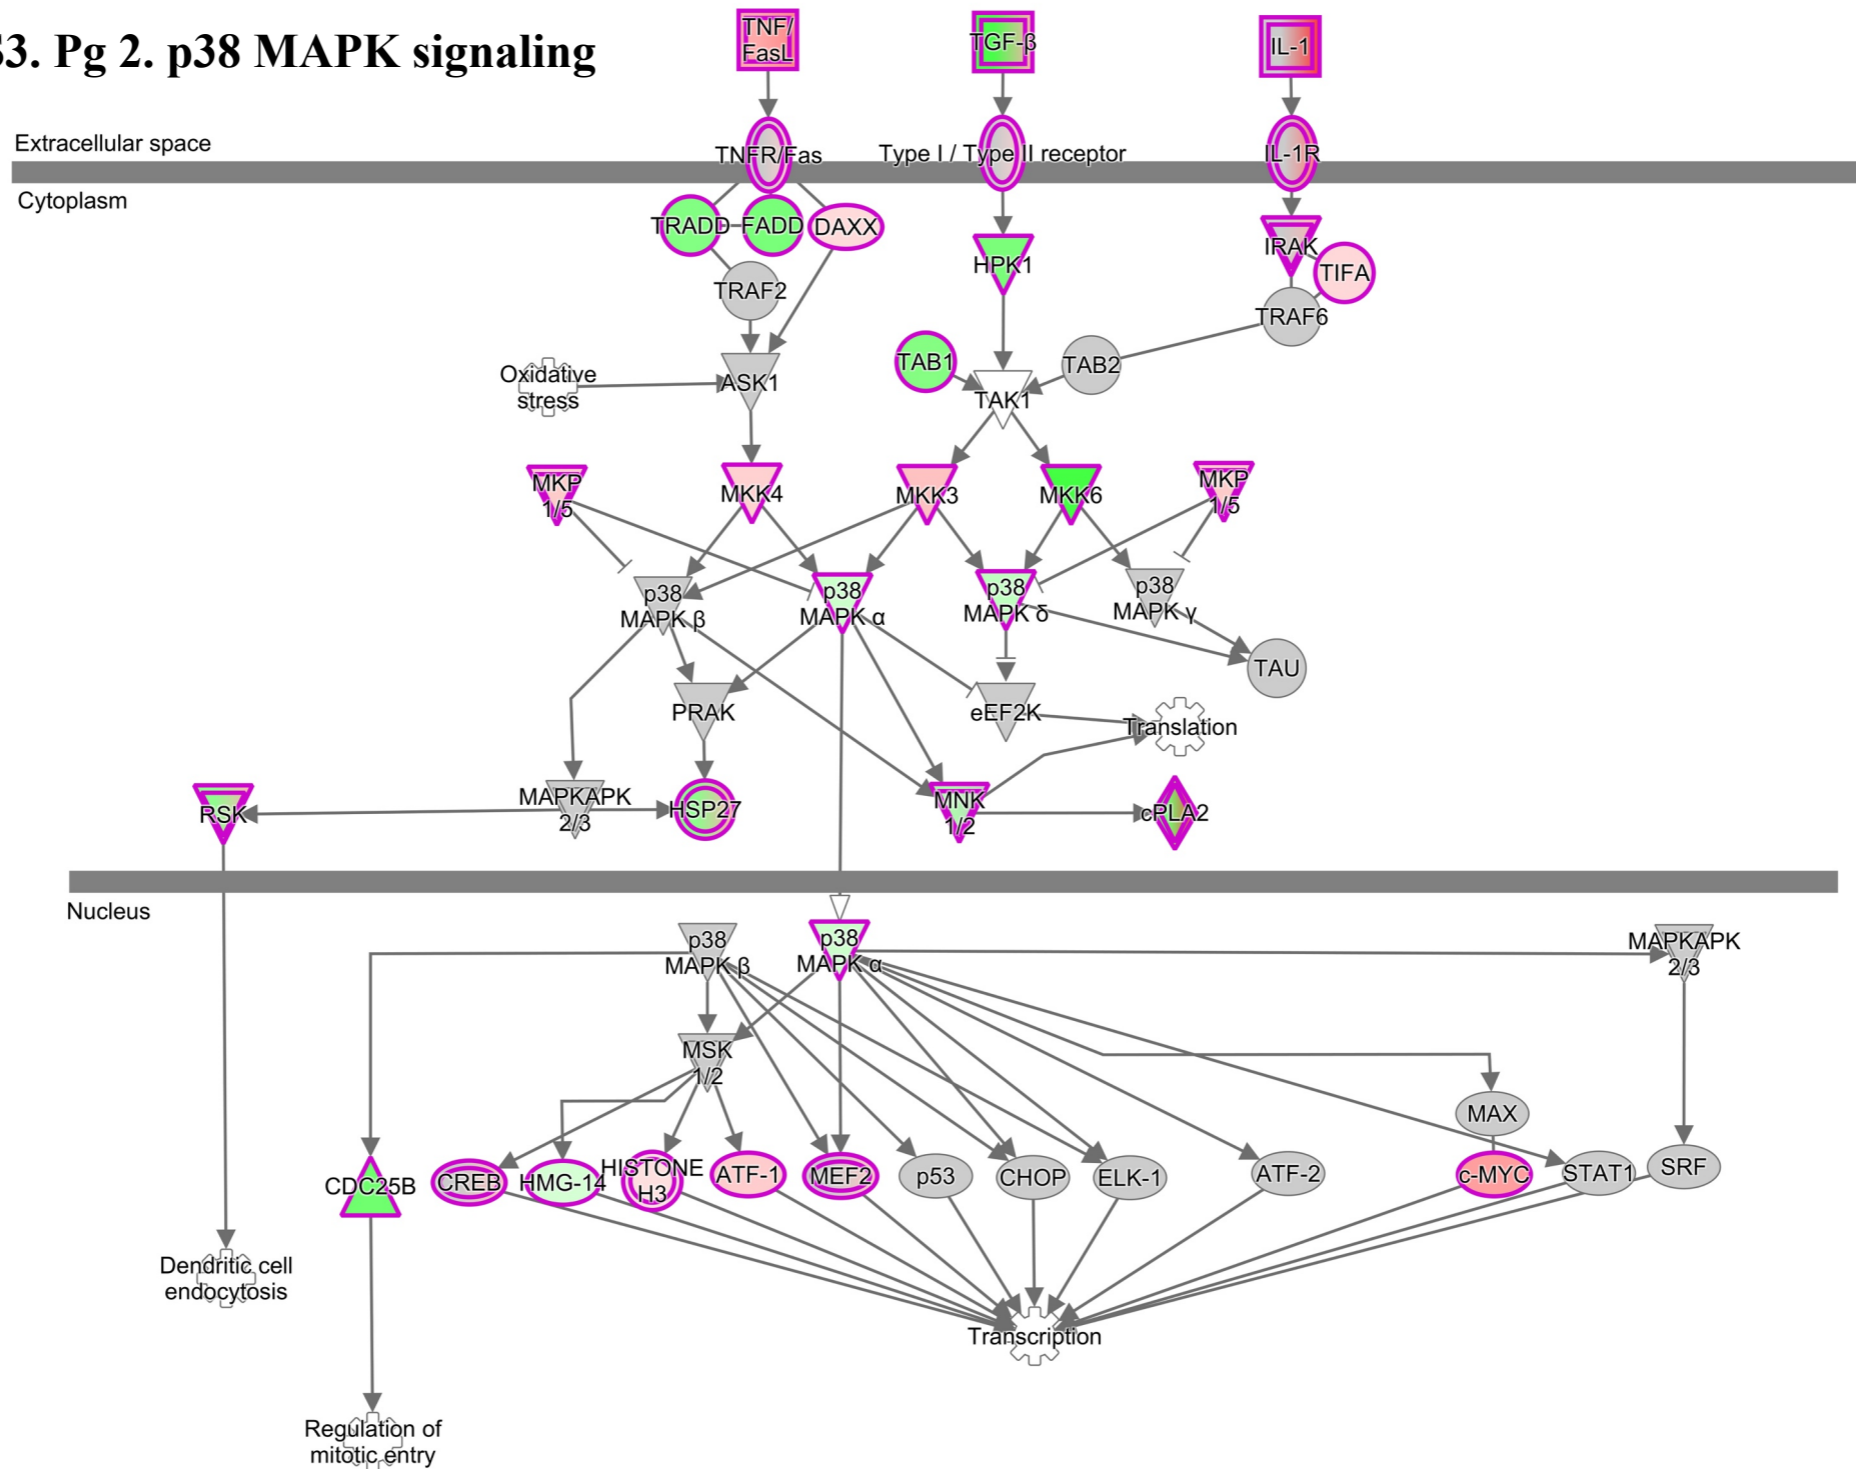 S3. Pg 2. p38 MAPK signaling
TNF/
FasL
TGF-β
IL-1
Extracellular space
TNFR/Fas
Type I / Type II receptor
IL-1R
Cytoplasm
TRADD
FADD
DAXX
HPK1
IRAK
TIFA
TRAF2
TRAF6
Oxidative
stress
ASK1
TAB1
TAB2
TAK1
MKP
1/5
MKK4
MKK3
MKK6
MKP
1/5
p38
MAPK β
p38
MAPK α
p38
MAPK δ
p38
MAPK γ
TAU
PRAK
eEF2K
Translation
RSK
MAPKAPK
2/3
HSP27
MNK
1/2
cPLA2
Nucleus
p38
MAPK β
p38
MAPK α
MAPKAPK
2/3
MSK
1/2
MAX
CDC25B
CREB
HMG-14
HISTONE
H3
ATF-1
MEF2
p53
CHOP
ELK-1
ATF-2
c-MYC
STAT1
SRF
Dendritic cell
endocytosis
Transcription
Regulation of
mitotic entry